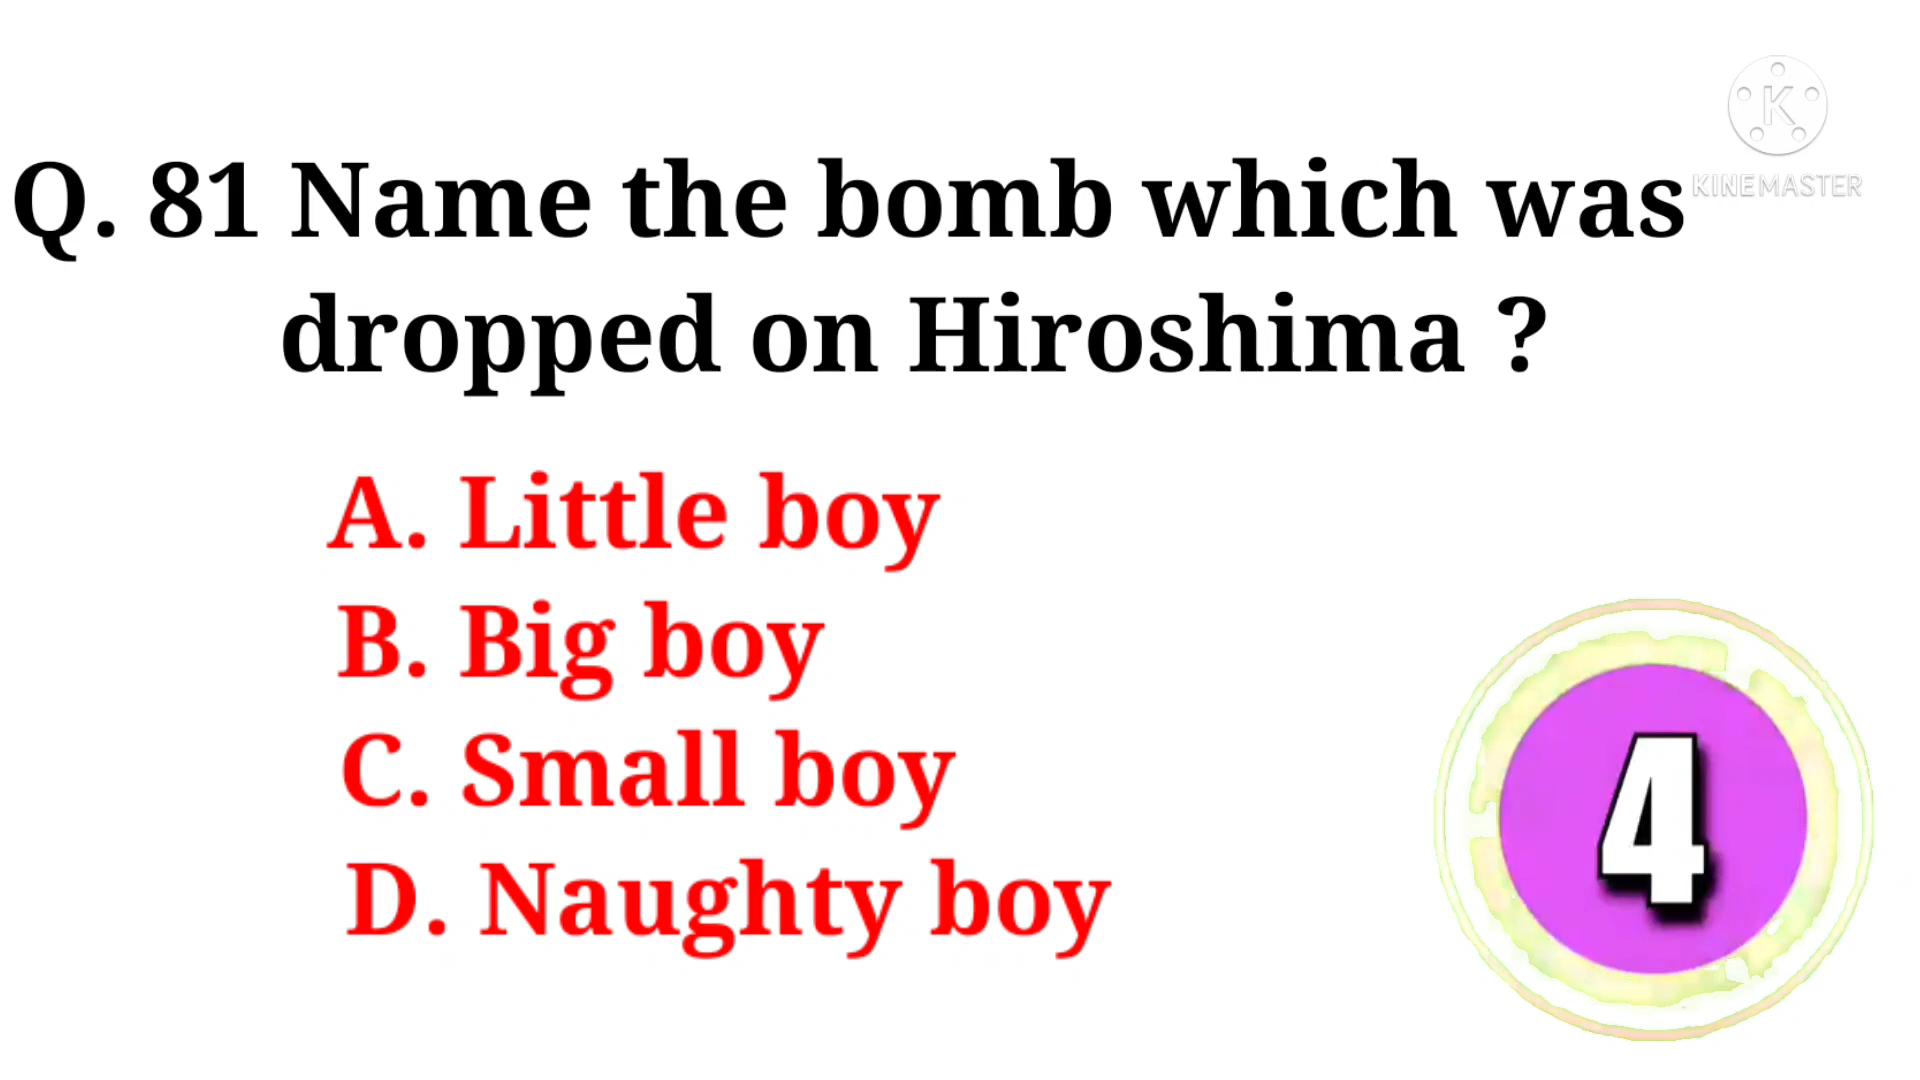 K
KINEMASTER
Q. 81 Name the bomb which was
dropped on Hiroshima ?
A. Little boy
B. Big boy
C. Small boy
D. Naughty boy
4